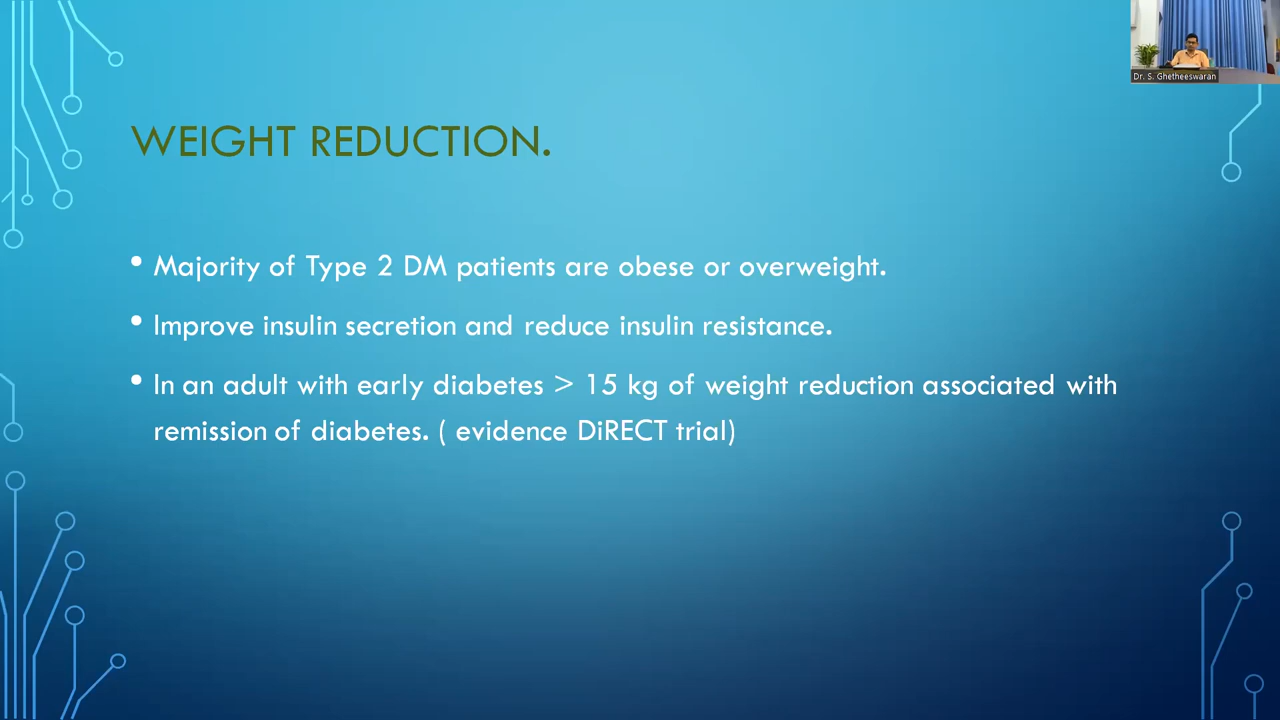 Dr. S. Ghetheeswaran
WEIGHT REDUCTION.
• Majority of Type 2 DM patients are obese or overweight.
• Improve insulin secretion and reduce insulin resistance.
• In an adult with early diabetes > 15 kg of weight reduction associated with
remission of diabetes. ( evidence DiRECT trial)